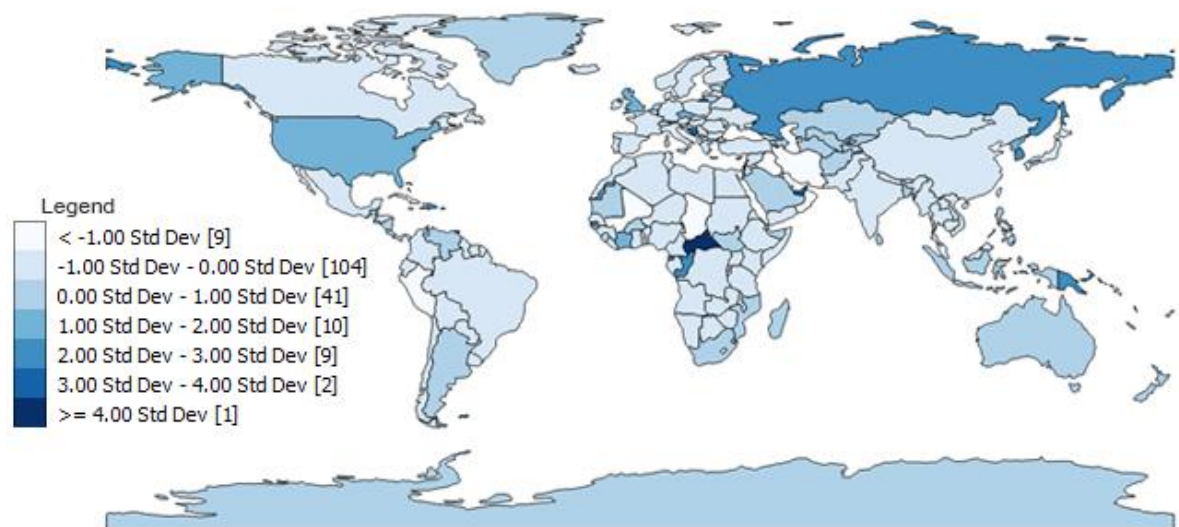 Legend
< -1.00 Std Dev [9]
-1.00 Std Dev - 0.00 Std Dev [104]
0.00 Std Dev - 1.00 Std Dev [41]
1.00 Std Dev - 2.00 Std Dev [10]
2.00 Std Dev - 3.00 Std Dev [9]
3.00 Std Dev - 4.00 Std Dev [2]
>= 4.00 Std Dev [1]